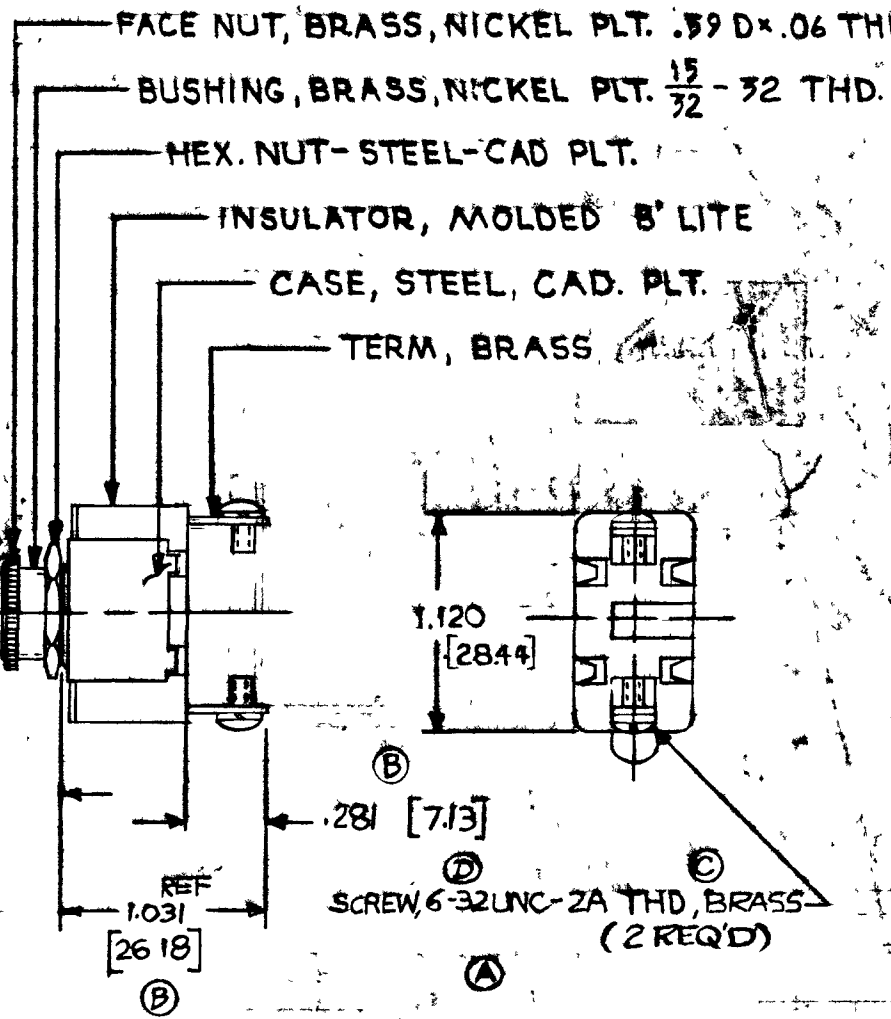 FACE NUT, BRASS, NICKEL PLT. .59 D × .06
BUSHING, BRASS, NICKEL PLT. 15/32 - 32 THD.
HEX. NUT-STEEL-CAD PLT.
INSULATOR, MOLDED B'LITE
CASE, STEEL, CAD. PLT.
TERM, BRASS
1.120
[28.44]
B
.281 [7.13]
D
C
REF
1.031
[26 18]
B
SCREW, 6-32UNC-2A THD, BRASS
(2 REQ'D)
A